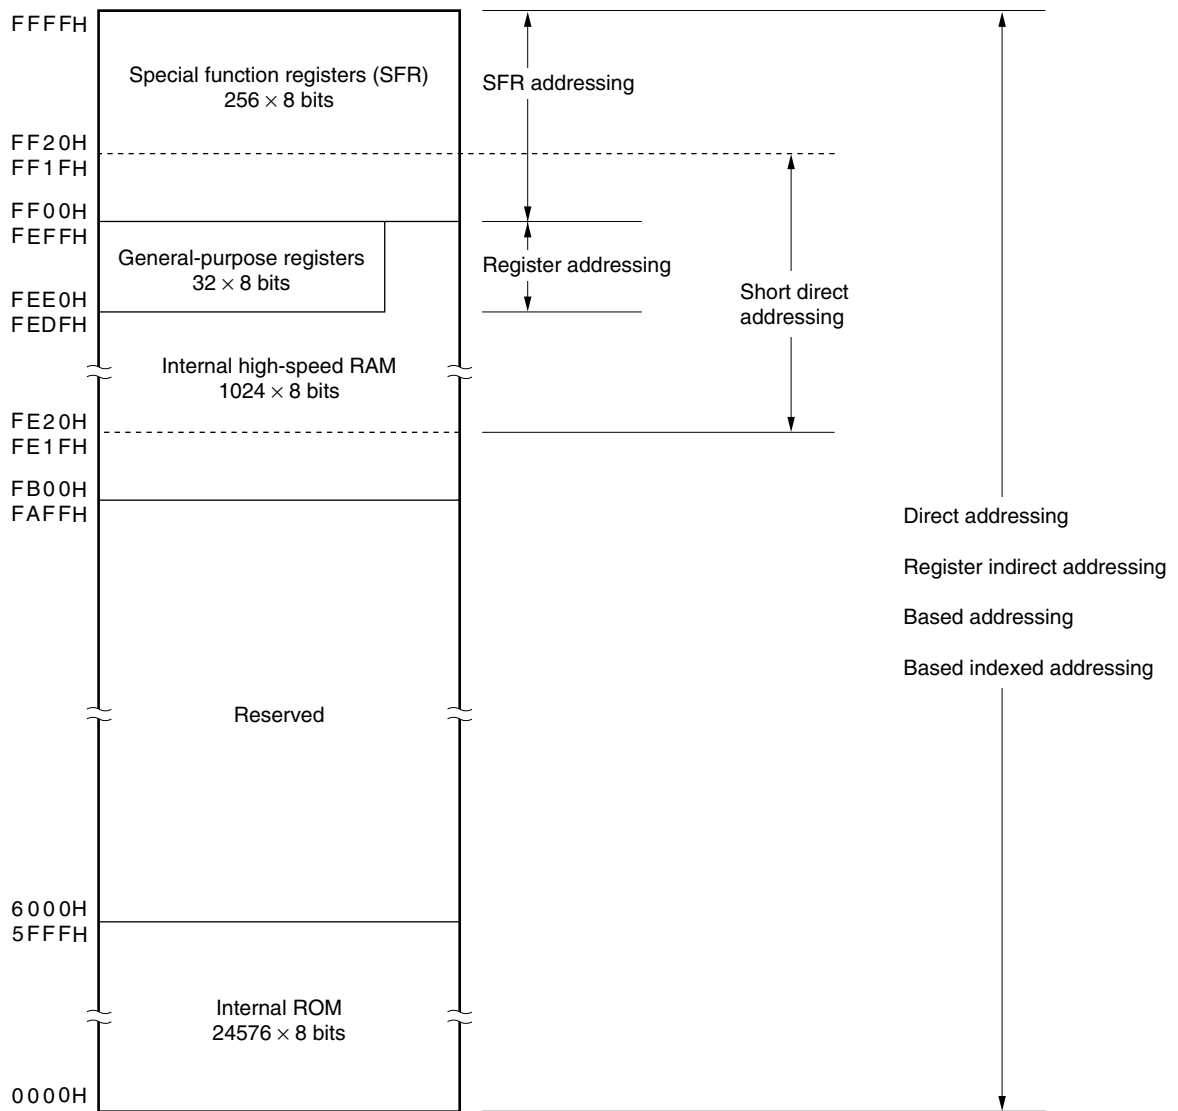 FFFFH
Special function registers (SFR)
256 × 8 bits
SFR addressing
FF20H
FF1FH
FF00H
FEFFH
General-purpose registers
32 × 8 bits
Register addressing
Short direct
addressing
FEE0H
FEDFH
Internal high-speed RAM
1024 × 8 bits
FE20H
FE1FH
FB00H
FAFFH
Direct addressing
Register indirect addressing
Based addressing
Based indexed addressing
Reserved
6000H
5FFFH
Internal ROM
24576 × 8 bits
0000H